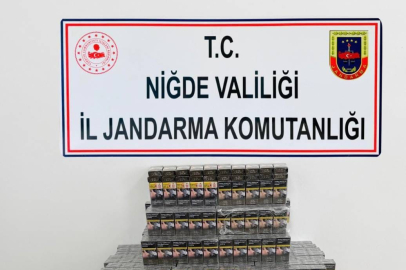 T.C.
NİĞDE VALİLİĞİ
İL JANDARMA KOMUTANLIĞI